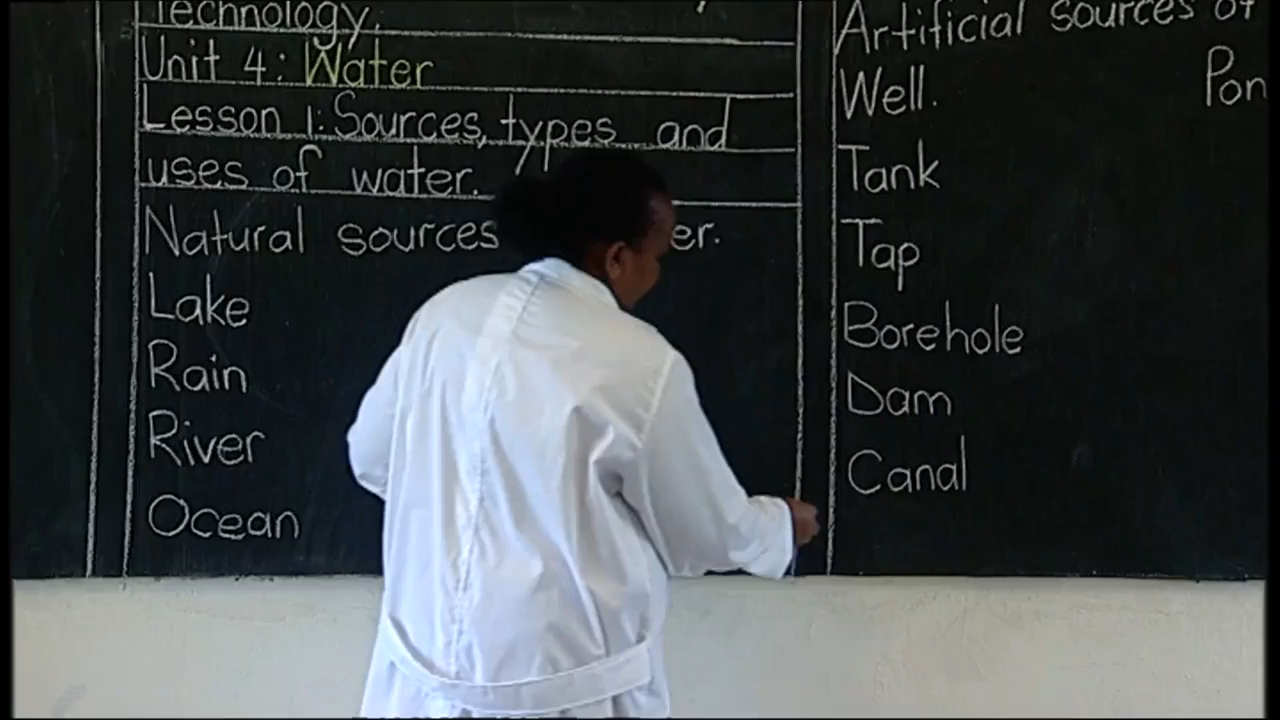 Technology.
Unit 4: Water
Lesson 1: Sources, types and
uses of water.
Natural sources
Lake
Rain
River
Ocean
Artificial sources of
Well.
Tank
Tap
Borehole
Dam
Canal